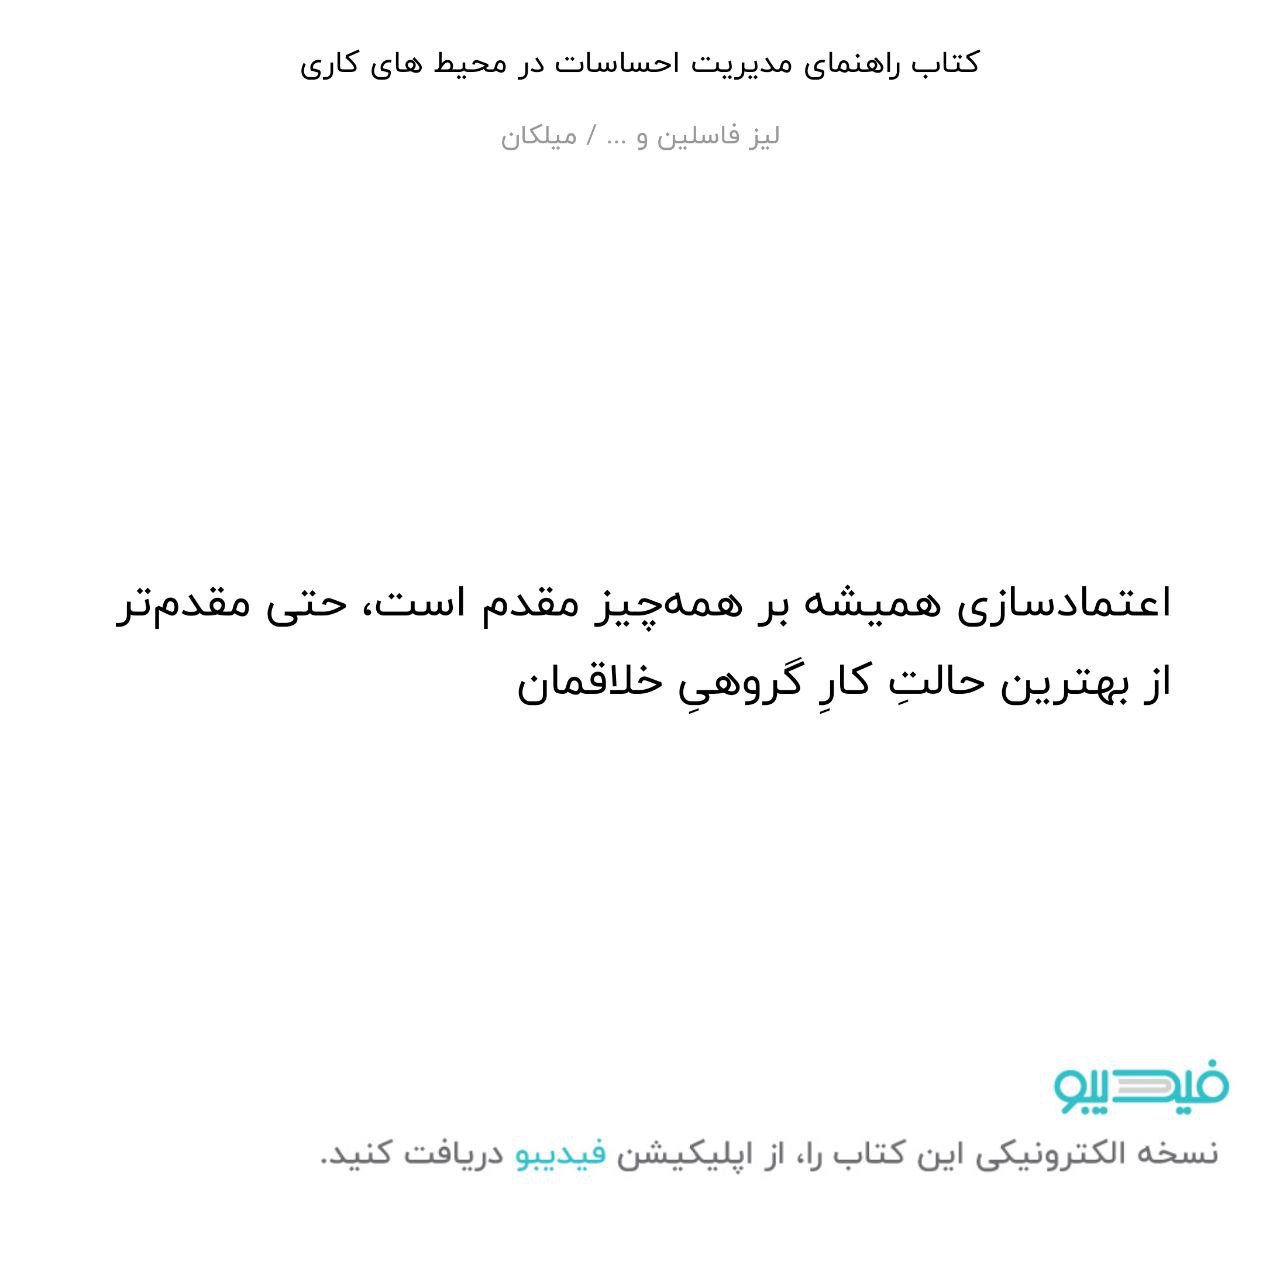 کتاب راهنمای مدیریت احساسات در محیط های کاری
لیز فاسلین و ... / میلکان
اعتمادسازی همیشه بر همه‌چیز مقدم است، حتی مقدم‌تر
از بهترین حالتِ کارِ گروهیِ خلاقمان
فیدیبو
نسخه الکترونیکی این کتاب را، از اپلیکیشن فیدیبو دریافت کنید.